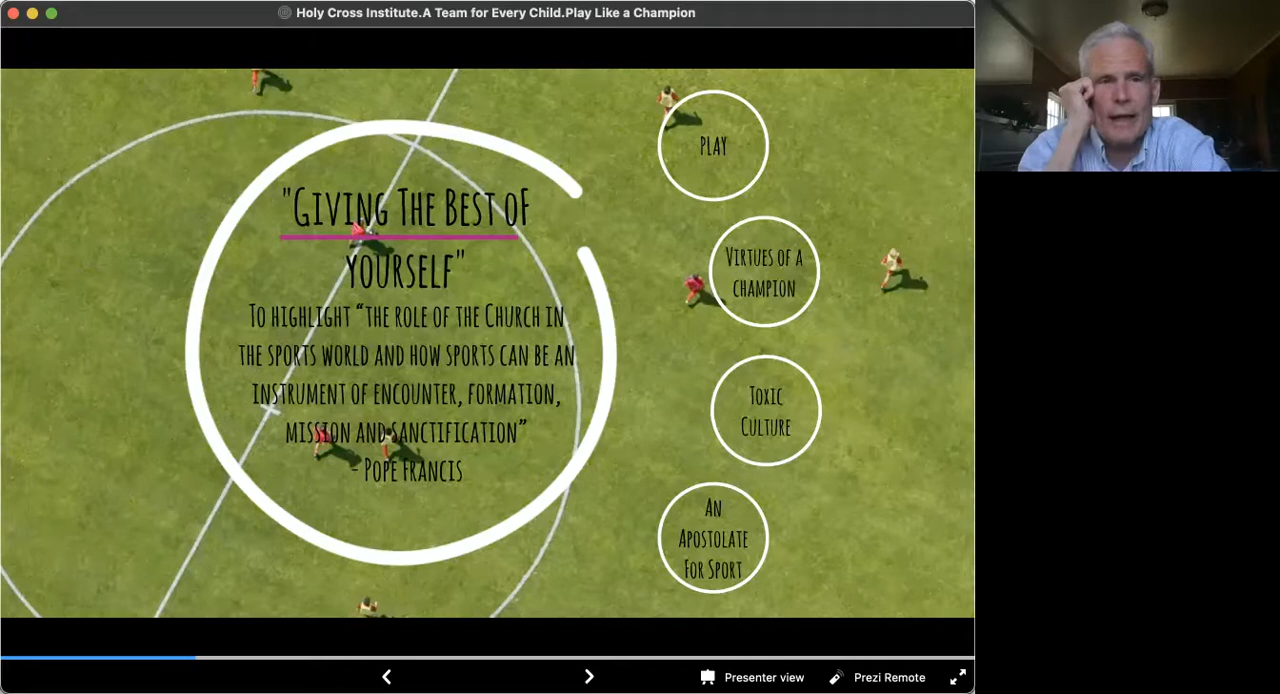 Holy Cross Institute.A Team for Every Child.Play Like a Champion
"Giving The Best of
yourself"
To highlight “the role of the Church in
the sports world and how sports can be an
instrument of encounter, formation,
mission and sanctification”
- Pope Francis
Play
Virtues of a
champion
Toxic
Culture
An
Apostolate
For Sport
Presenter view
Prezi Remote